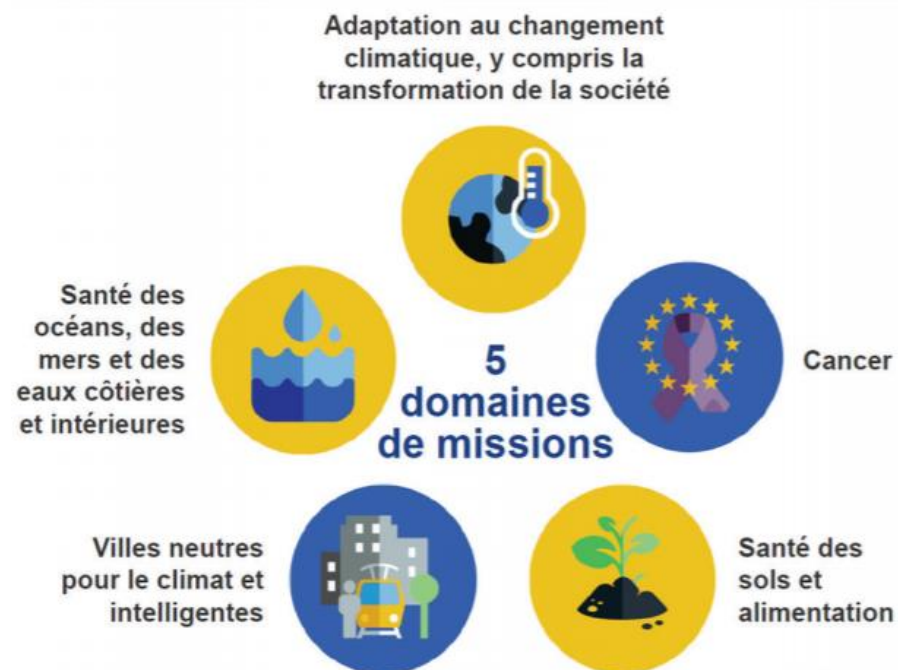 Adaptation au changement
climatique, y compris la
transformation de la société
Santé des
océans, des
mers et des
eaux côtières
et intérieures
5
domaines
de missions
Cancer
Villes neutres
pour le climat et
intelligentes
Santé des
sols et
alimentation